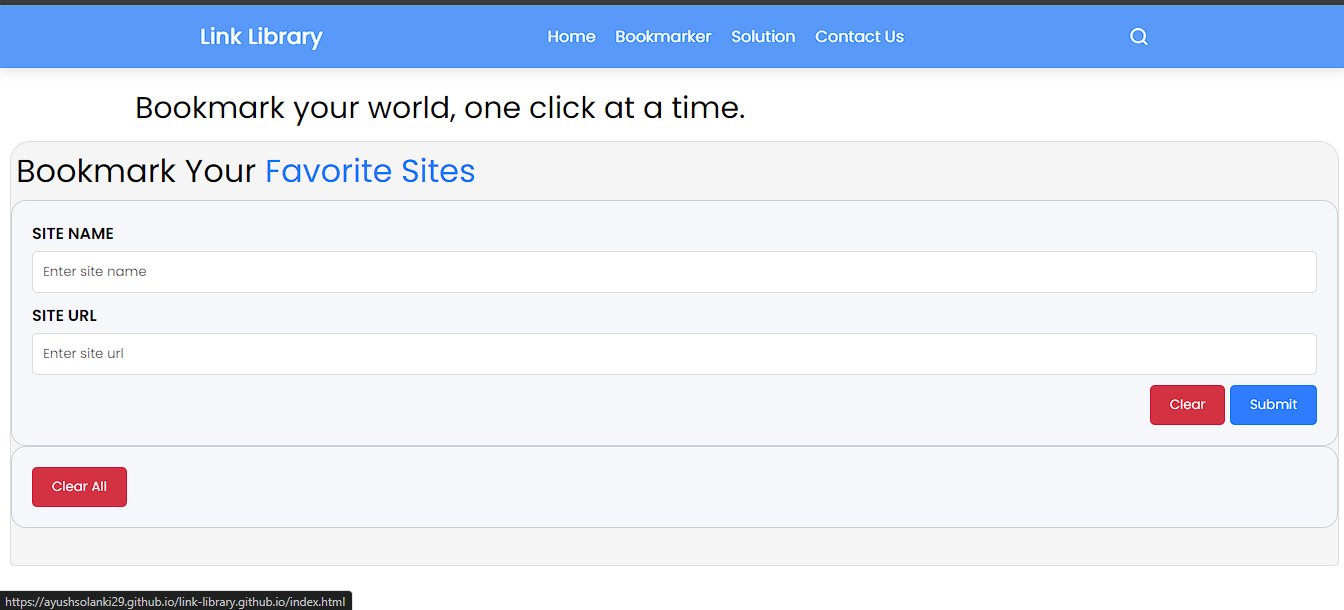 Link Library Home Bookmarker Solution Contact Us
Bookmark your world, one click at a time.
Bookmark Your Favorite Sites
SITE NAME
Enter site name
SITE URL
Enter site url
Clear Submit
Clear All
https://ayushsolanki29.github.io/link-library.github.io/index.html